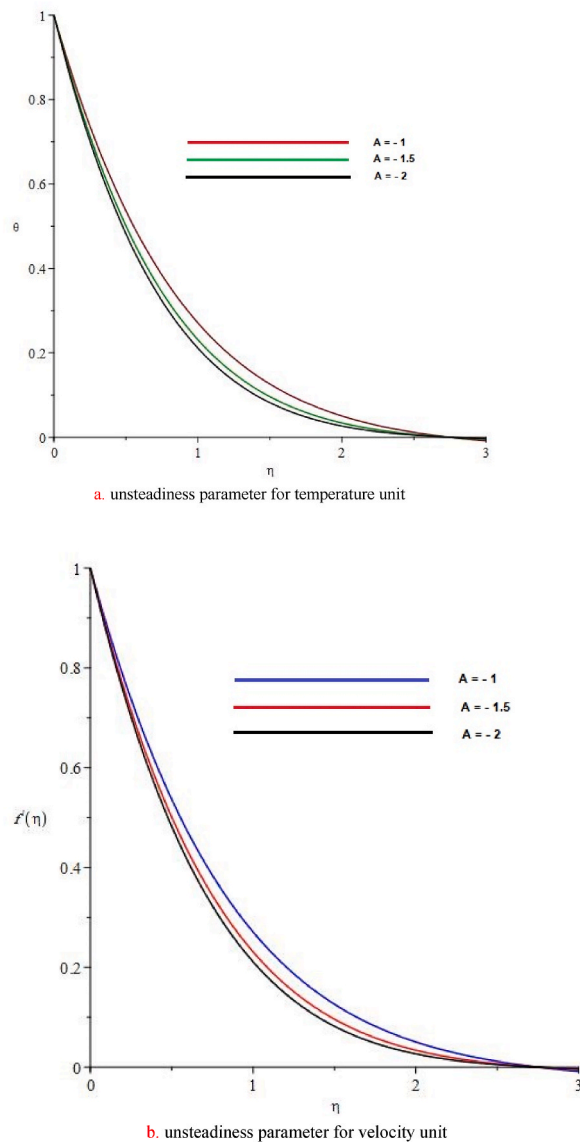 1
0.8
0.6
θ
0.4
0.2
0
0
1
2
3
η
A = - 1
A = - 1.5
A = - 2
a. unsteadiness parameter for temperature unit
1
0.8
0.6
f'(η)
0.4
0.2
0
0
1
2
3
η
A = - 1
A = - 1.5
A = - 2
b. unsteadiness parameter for velocity unit